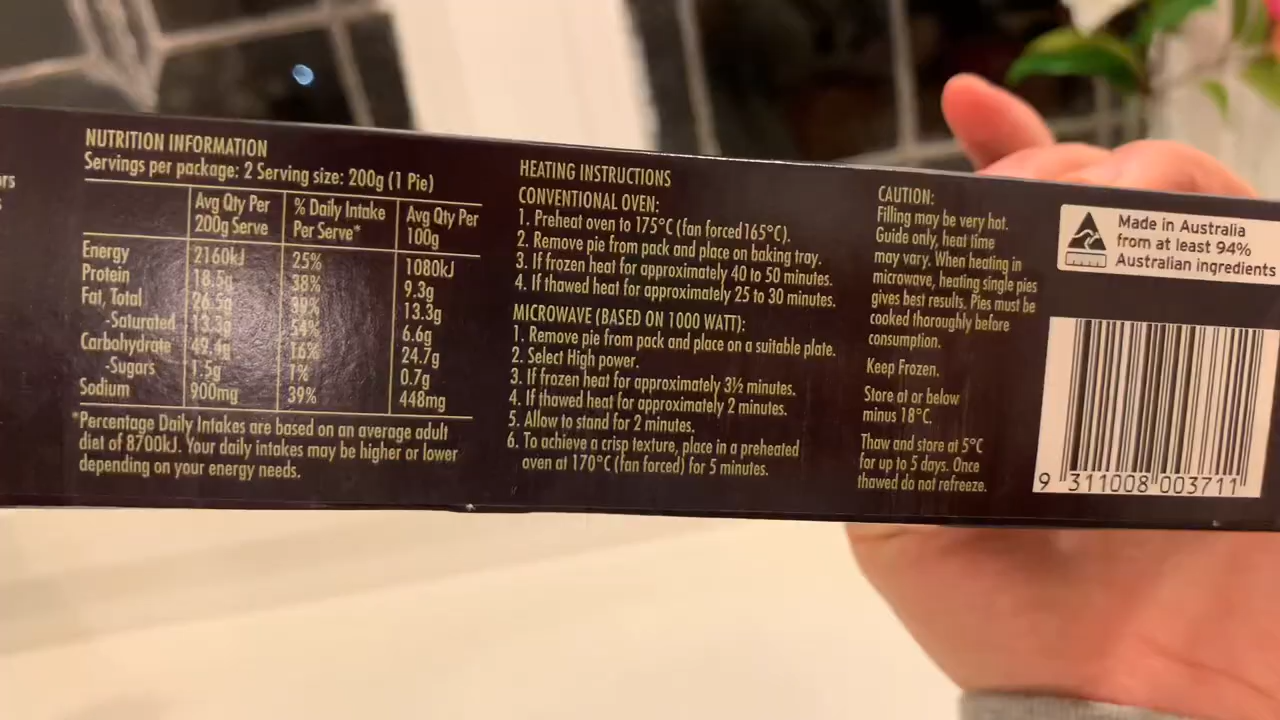 NUTRITION INFORMATION
Servings per package: 2 Serving size: 200g (1 Pie)
Avg Qty Per 200g Serve % Daily Intake Per Serve* Avg Qty Per 100g
Energy 2160kJ 25% 1080kJ
Protein 18.5g 38% 9.3g
Fat, Total 26.5g 39% 13.3g
-Saturated 13.3g 54% 6.6g
Carbohydrate 49.4g 16% 24.7g
-Sugars 1.5g 1% 0.7g
Sodium 900mg 39% 448mg
*Percentage Daily Intakes are based on an average adult
diet of 8700kJ. Your daily intakes may be higher or lower
depending on your energy needs.
HEATING INSTRUCTIONS
CONVENTIONAL OVEN:
1. Preheat oven to 175°C (fan forced 165°C).
2. Remove pie from pack and place on baking tray.
3. If frozen heat for approximately 40 to 50 minutes.
4. If thawed heat for approximately 25 to 30 minutes.
MICROWAVE (BASED ON 1000 WATT):
1. Remove pie from pack and place on a suitable plate.
2. Select High power.
3. If frozen heat for approximately 3½ minutes.
4. If thawed heat for approximately 2 minutes.
5. Allow to stand for 2 minutes.
6. To achieve a crisp texture, place in a preheated
oven at 170°C (fan forced) for 5 minutes.
CAUTION:
Filling may be very hot.
Guide only, heat time
may vary. When heating in
microwave, heating single pies
gives best results. Pies must be
cooked thoroughly before
consumption.
Keep Frozen.
Store at or below
minus 18°C.
Thaw and store at 5°C
for up to 5 days. Once
thawed do not refreeze.
Made in Australia
from at least 94%
Australian ingredients
9 311008 003711